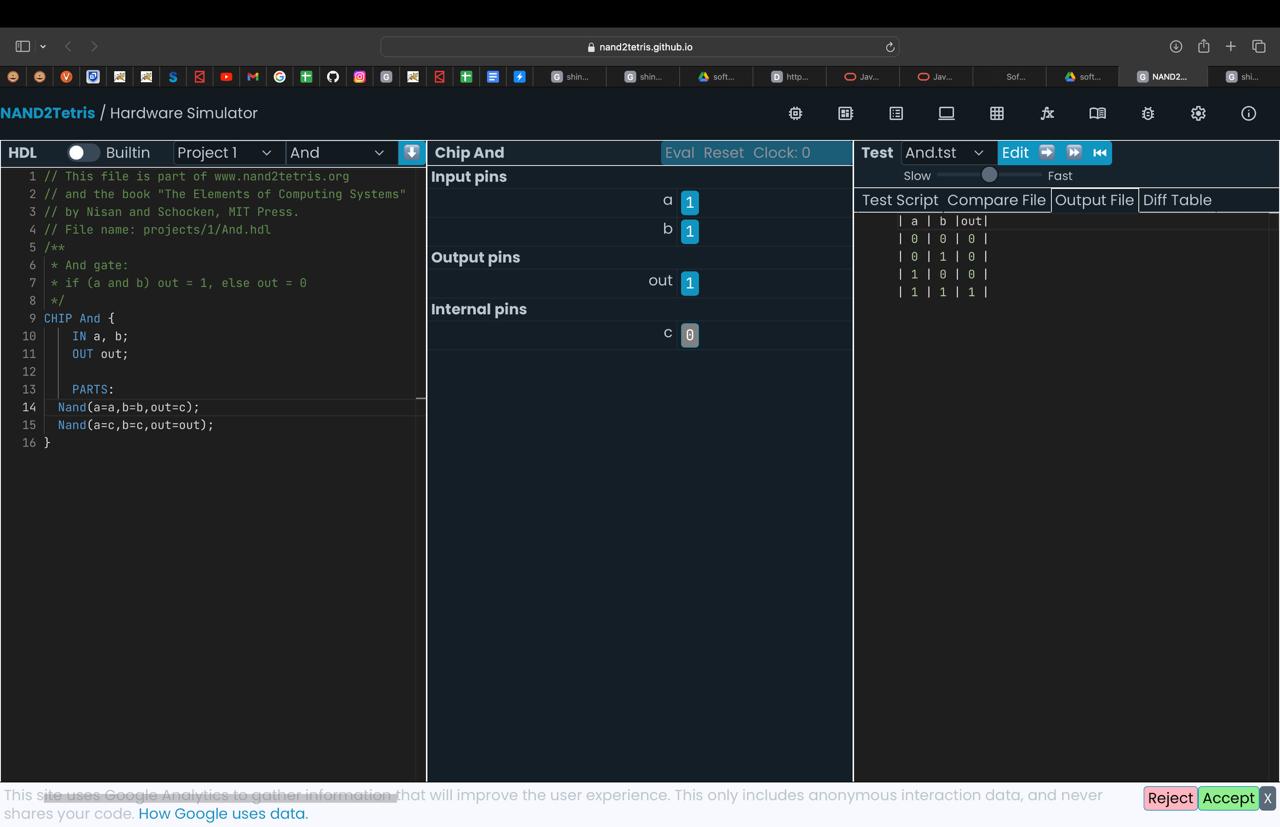 nand2tetris.github.io
shin...
shin...
soft...
http...
Jav...
Jav...
Sof...
soft...
NAND2...
shi...
NAND2Tetris / Hardware Simulator
HDL Builtin Project 1 And
1 // This file is part of www.nand2tetris.org
2 // and the book "The Elements of Computing Systems"
3 // by Nisan and Schocken, MIT Press.
4 // File name: projects/1/And.hdl
5 /**
6 * And gate:
7 * if (a and b) out = 1, else out = 0
8 */
9 CHIP And {
10 IN a, b;
11 OUT out;
12
13 PARTS:
14 Nand(a=a,b=b,out=c);
15 Nand(a=c,b=c,out=out);
16 }
Chip And Eval Reset Clock: 0
Input pins
a 1
b 1
Output pins
out 1
Internal pins
c 0
Test And.tst Edit
Slow Fast
Test Script Compare File Output File Diff Table
| a | b |out|
| 0 | 0 | 0 |
| 0 | 1 | 0 |
| 1 | 0 | 0 |
| 1 | 1 | 1 |
This site uses Google Analytics to gather information that will improve the user experience. This only includes anonymous interaction data, and never
shares your code. How Google uses data.
Reject Accept X